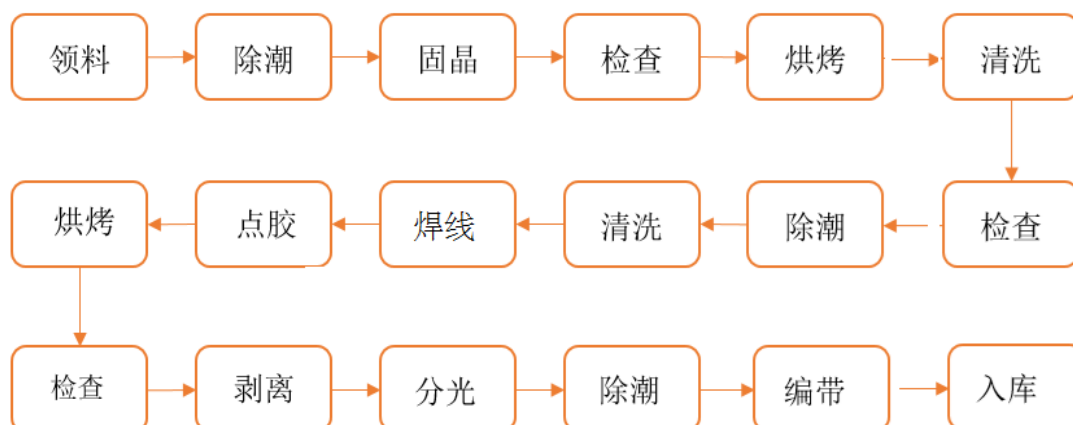 领料 除潮 固晶 检查 烘烤 清洗
烘烤 点胶 焊线 清洗 除潮 检查
检查 剥离 分光 除潮 编带 入库